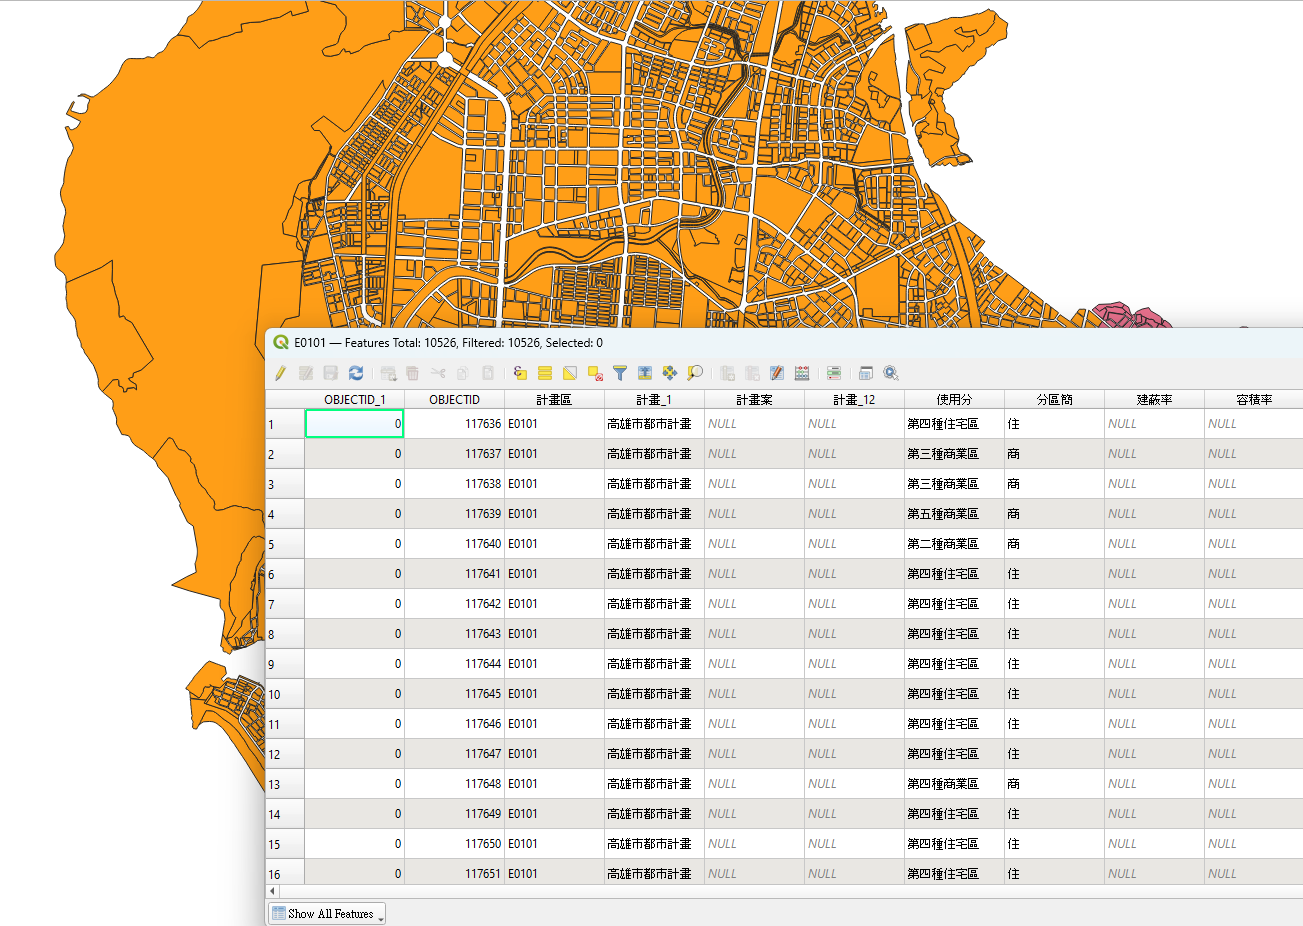 E0101 — Features Total: 10526, Filtered: 10526, Selected: 0
OBJECTID_1 OBJECTID 計畫區 計畫_1 計畫案 計畫_12 使用分 分區簡 建蔽率 容積率
1 0 117636 E0101 高雄市都市計畫 NULL NULL 第四種住宅區 住 NULL NULL
2 0 117637 E0101 高雄市都市計畫 NULL NULL 第三種商業區 商 NULL NULL
3 0 117638 E0101 高雄市都市計畫 NULL NULL 第三種商業區 商 NULL NULL
4 0 117639 E0101 高雄市都市計畫 NULL NULL 第五種商業區 商 NULL NULL
5 0 117640 E0101 高雄市都市計畫 NULL NULL 第二種商業區 商 NULL NULL
6 0 117641 E0101 高雄市都市計畫 NULL NULL 第四種住宅區 住 NULL NULL
7 0 117642 E0101 高雄市都市計畫 NULL NULL 第四種住宅區 住 NULL NULL
8 0 117643 E0101 高雄市都市計畫 NULL NULL 第四種住宅區 住 NULL NULL
9 0 117644 E0101 高雄市都市計畫 NULL NULL 第四種住宅區 住 NULL NULL
10 0 117645 E0101 高雄市都市計畫 NULL NULL 第四種住宅區 住 NULL NULL
11 0 117646 E0101 高雄市都市計畫 NULL NULL 第四種住宅區 住 NULL NULL
12 0 117647 E0101 高雄市都市計畫 NULL NULL 第四種住宅區 住 NULL NULL
13 0 117648 E0101 高雄市都市計畫 NULL NULL 第四種商業區 商 NULL NULL
14 0 117649 E0101 高雄市都市計畫 NULL NULL 第四種住宅區 住 NULL NULL
15 0 117650 E0101 高雄市都市計畫 NULL NULL 第四種住宅區 住 NULL NULL
16 0 117651 E0101 高雄市都市計畫 NULL NULL 第四種住宅區 住 NULL NULL
Show All Features